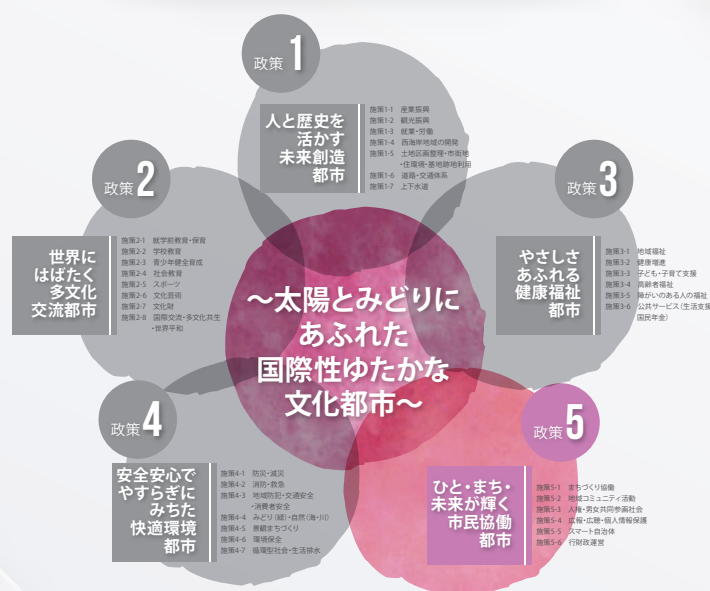 政策1
人と歴史を
活かす
未来創造
都市
施策1-1 産業振興
施策1-2 観光振興
施策1-3 就業・労働
施策1-4 西海岸地域の開発
施策1-5 土地区画整理・市街地
・住環境・基地跡地利用
施策1-6 道路・交通体系
施策1-7 上下水道
政策2
世界に
はばたく
多文化
交流都市
施策2-1 就学前教育・保育
施策2-2 学校教育
施策2-3 青少年健全育成
施策2-4 社会教育
施策2-5 スポーツ
施策2-6 文化芸術
施策2-7 文化財
施策2-8 国際交流・多文化共生
・世界平和
政策3
やさしさ
あふれる
健康福祉
都市
施策3-1 地域福祉
施策3-2 健康増進
施策3-3 子ども・子育て支援
施策3-4 高齢者福祉
施策3-5 障がいのある人の福祉
施策3-6 公共サービス(生活支援
国民年金)
～太陽とみどりに
あふれた
国際性ゆたかな
文化都市～
政策4
安全安心で
やすらぎに
みちた
快適環境
都市
施策4-1 防災・減災
施策4-2 消防・救急
施策4-3 地域防犯・交通安全
・消費者安全
施策4-4 みどり(緑)・自然(海・川)
施策4-5 景観まちづくり
施策4-6 環境保全
施策4-7 循環型社会・生活排水
政策5
ひと・まち・
未来が輝く
市民協働
都市
施策5-1 まちづくり協働
施策5-2 地域コミュニティ活動
施策5-3 人権・男女共同参画社会
施策5-4 広報・広聴・個人情報保護
施策5-5 スマート自治体
施策5-6 行財政運営